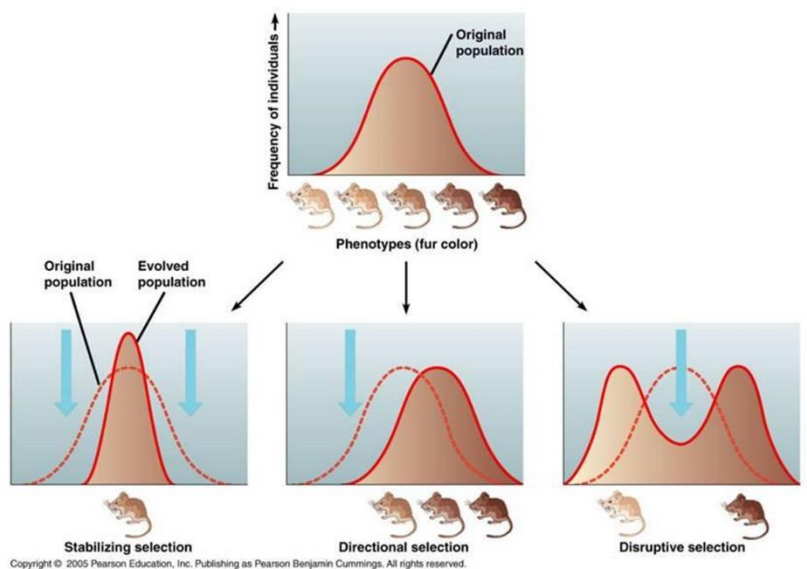 Frequency of individuals
Original
population
Phenotypes (fur color)
Original
population
Evolved
population
Stabilizing selection
Directional selection
Disruptive selection
Copyright © 2005 Pearson Education, Inc. Publishing as Pearson Benjamin Cummings. All rights reserved.